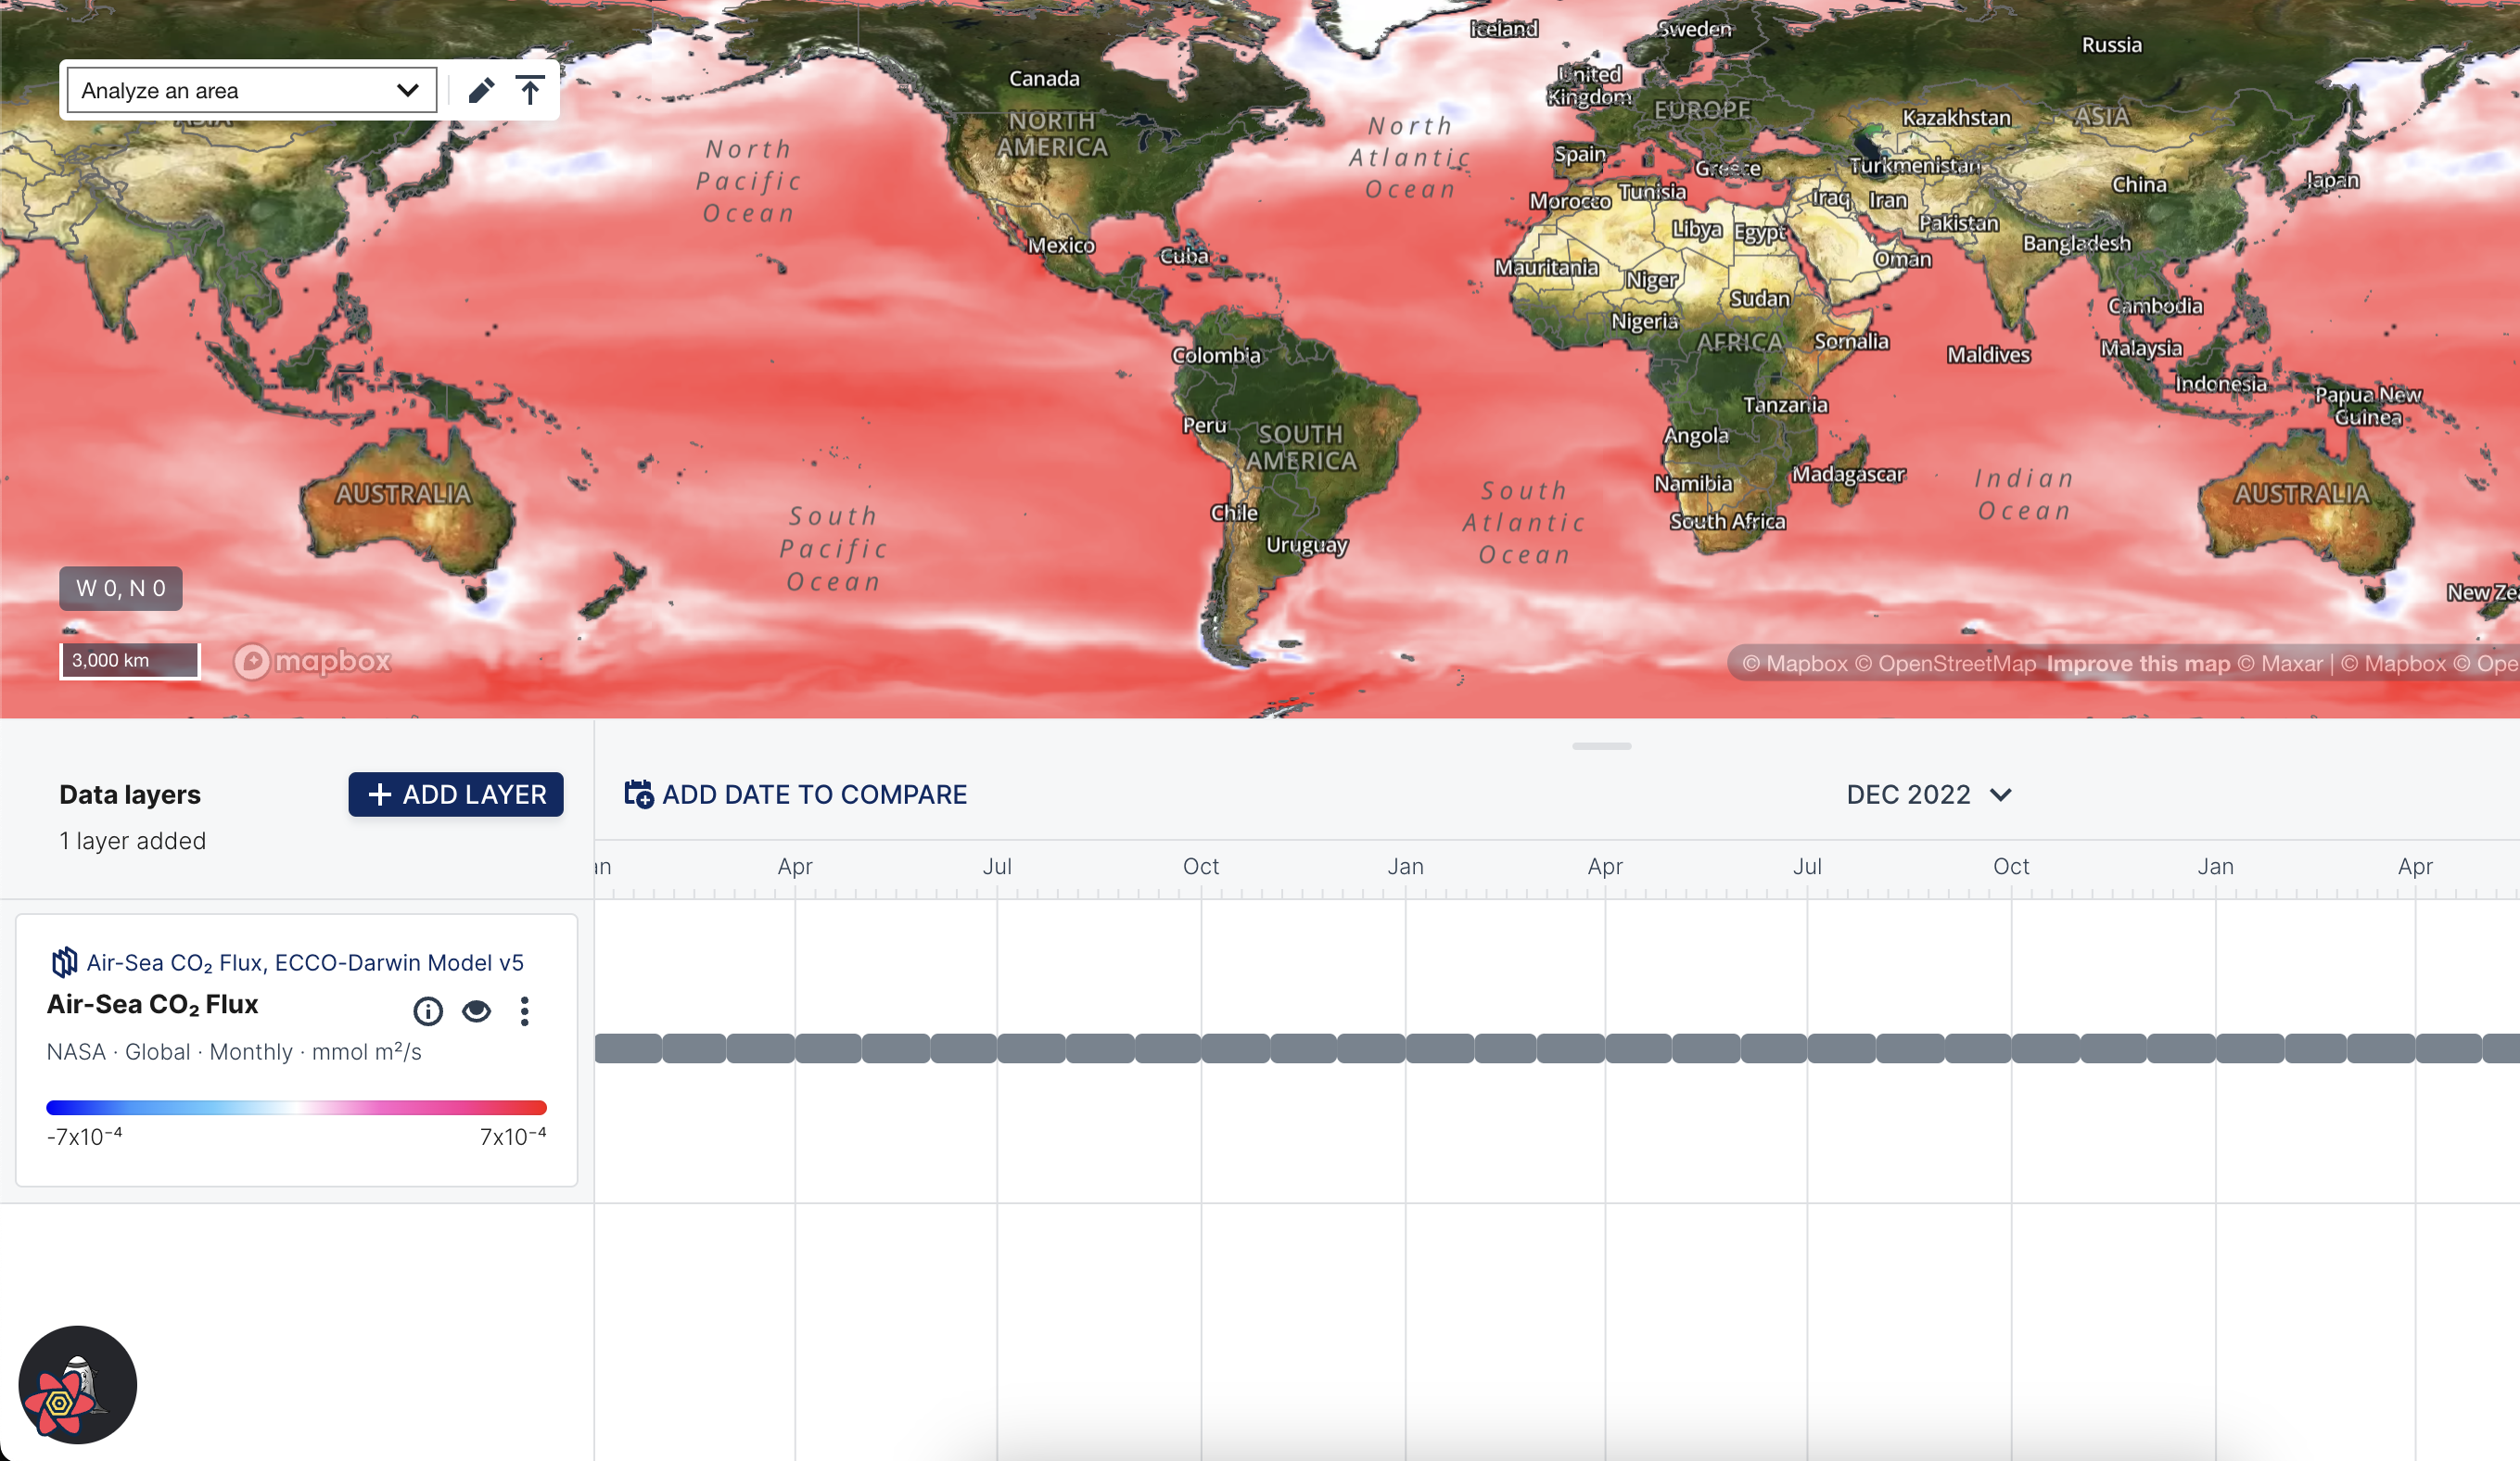 Iceland
Sweden
Russia
Canada
United
Kingdom
Analyze an area
EUROPE
Kazakhstan
ASIA
ASIA
NORTH
AMERICA
North
Pacific
Ocean
North
Atlantic
Ocean
Spain
Greece
Turkmenistan
China
Japan
Morocco
Tunisia
Iraq
Iran
Pakistan
Libya
Egypt
Bangladesh
Mexico
Cuba
Mauritania
Niger
Oman
Sudan
Cambodia
Nigeria
AFRICA
Somalia
Colombia
Maldives
Malaysia
Indonesia
Papua New
Guinea
Tanzania
Peru
SOUTH
AMERICA
Angola
Madagascar
Namibia
Indian
Ocean
AUSTRALIA
AUSTRALIA
South
Atlantic
Ocean
Chile
South Africa
South
Pacific
Ocean
Uruguay
W 0, N 0
New Ze
3,000 km
mapbox
© Mapbox © OpenStreetMap Improve this map © Maxar | © Mapbox © Ope
Data layers
+ ADD LAYER
1 layer added
ADD DATE TO COMPARE
DEC 2022
an Apr Jul Oct Jan Apr Jul Oct Jan Apr
Air-Sea CO₂ Flux, ECCO-Darwin Model v5
Air-Sea CO₂ Flux
NASA · Global · Monthly · mmol m²/s
-7x10⁻⁴ 7x10⁻⁴